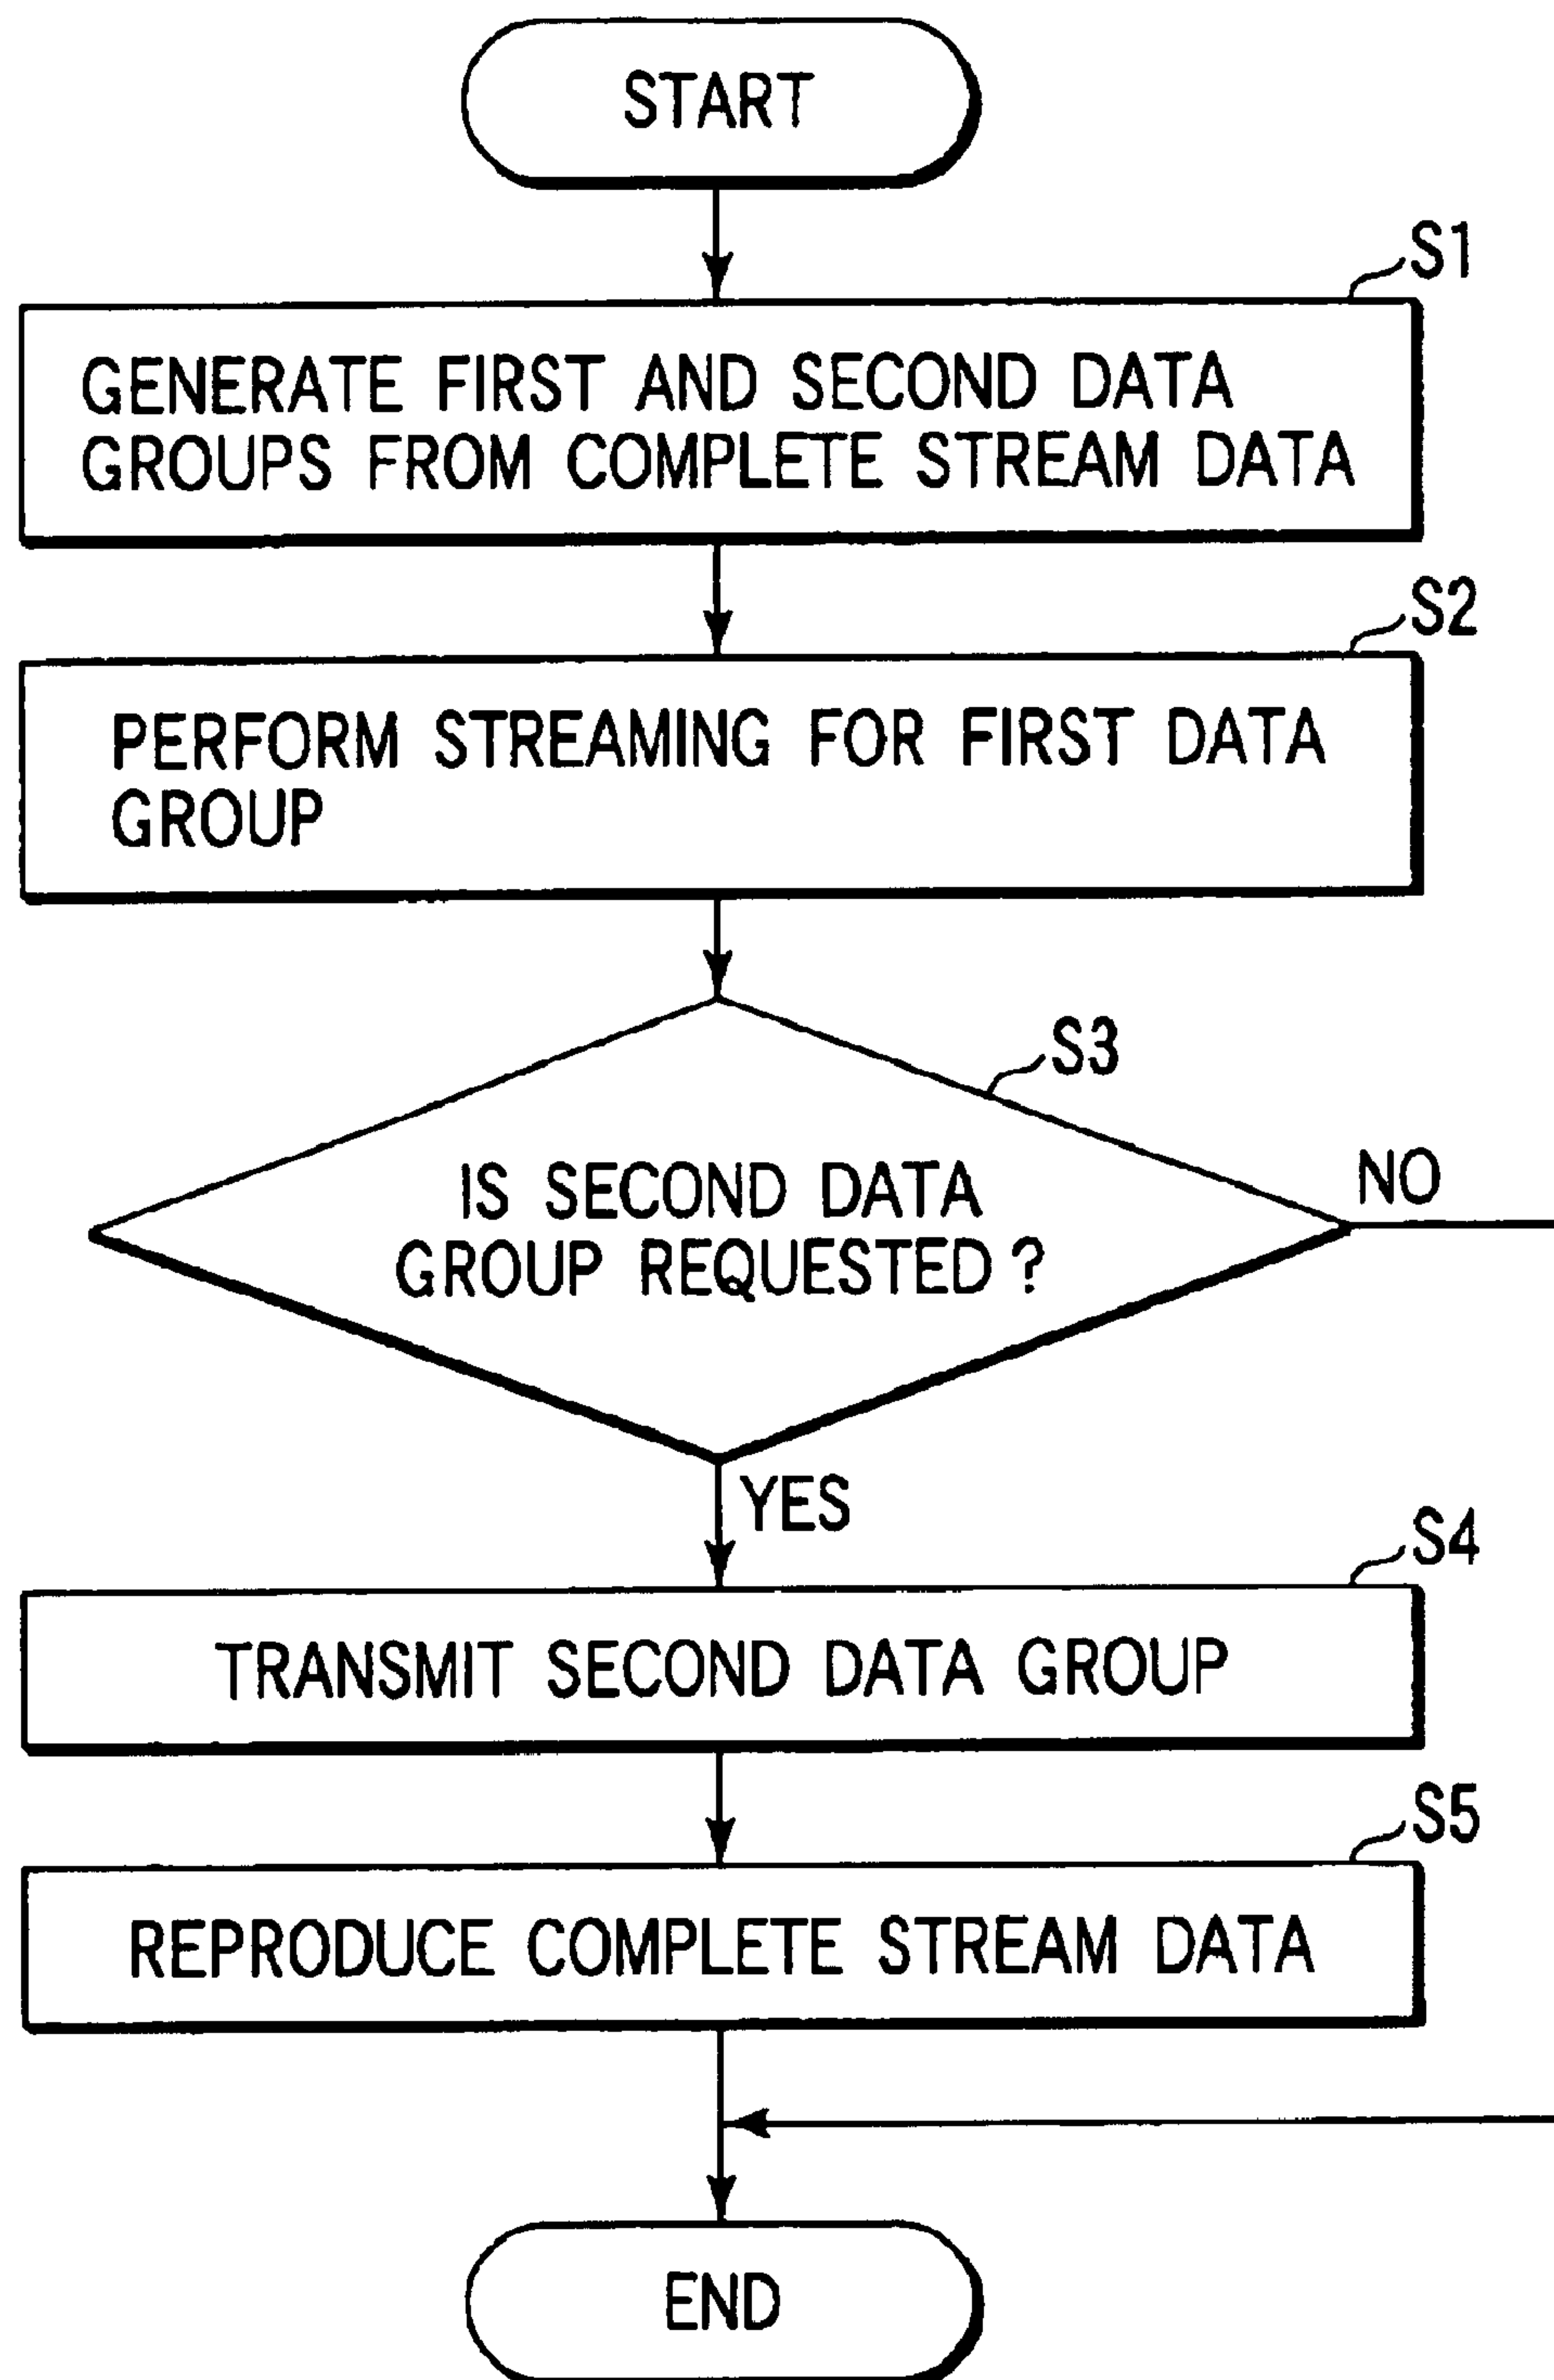 START
S1
GENERATE FIRST AND SECOND DATA
GROUPS FROM COMPLETE STREAM DATA
S2
PERFORM STREAMING FOR FIRST DATA
GROUP
S3
IS SECOND DATA
GROUP REQUESTED ?
NO
YES
S4
TRANSMIT SECOND DATA GROUP
S5
REPRODUCE COMPLETE STREAM DATA
END